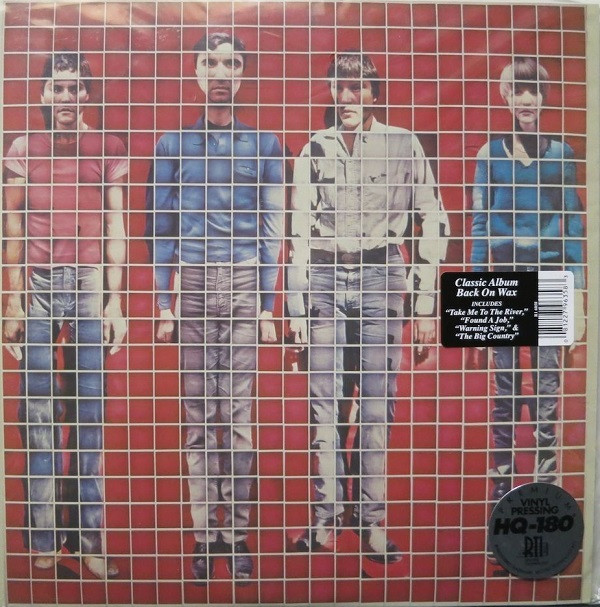 Classic Album
Back On Wax
INCLUDES
"Take Me To The River,"
"Found A Job,"
"Warning Sign," &
"The Big Country"
PREMIUM
VINYL
PRESSING
HQ-180
RTI